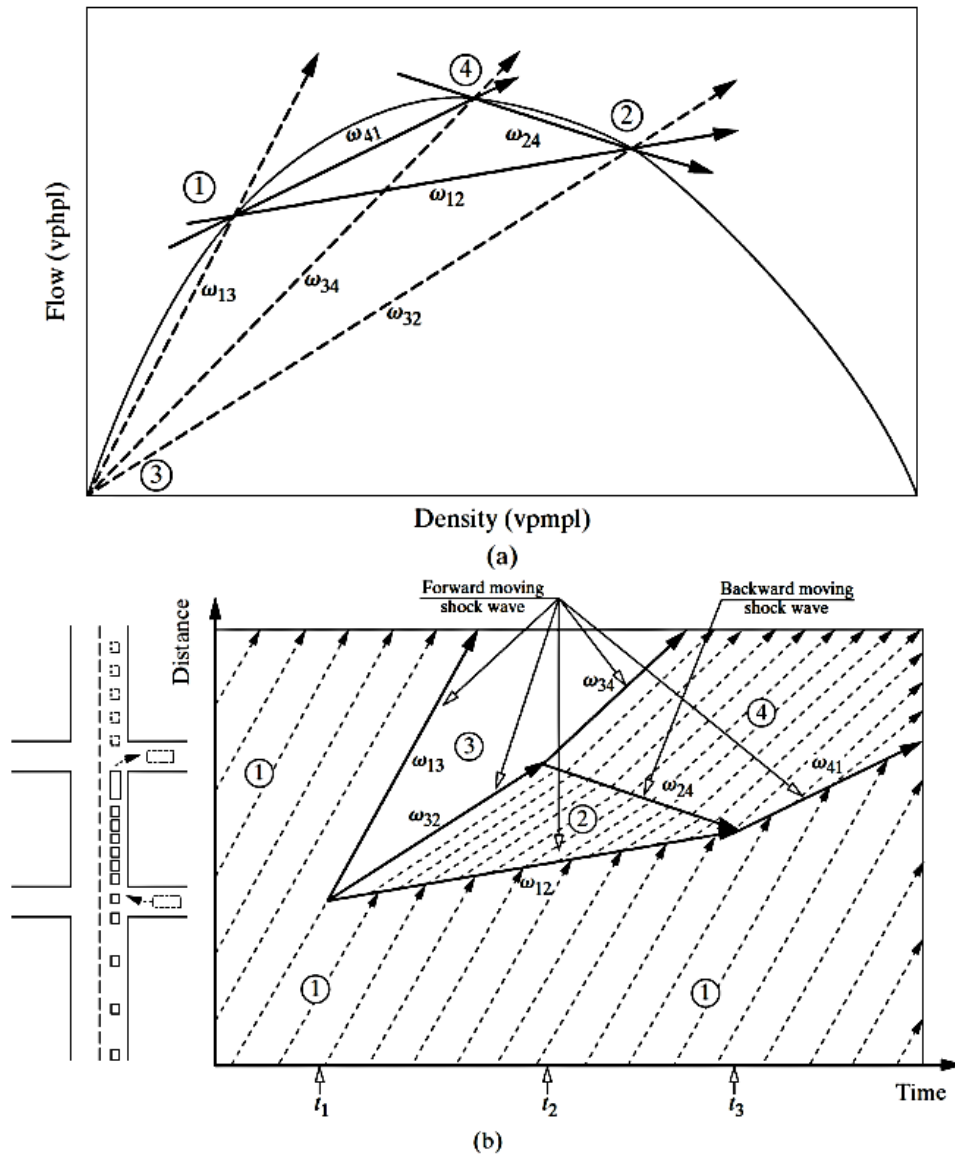 ④
②
①
ω41
ω24
ω12
ω13
ω34
ω32
③
Flow (vphpl)
Density (vpmpl)
(a)
Forward moving
shock wave
Backward moving
shock wave
Distance
ω34
④
③
①
ω13
ω41
ω24
ω32
②
ω12
①
①
Time
t1
t2
t3
(b)